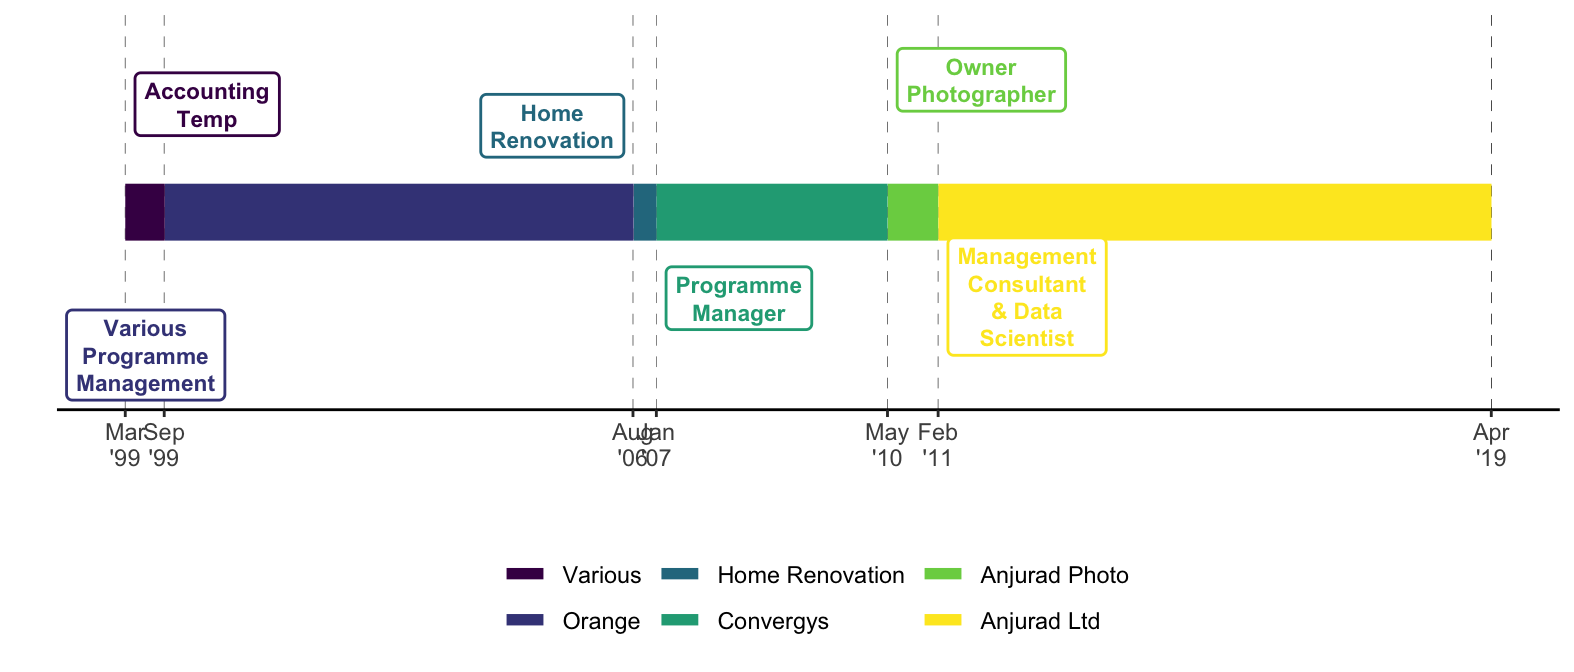 Owner
Photographer
Accounting
Temp
Home
Renovation
Management
Consultant
& Data
Scientist
Programme
Manager
Various
Programme
Management
Mar Sep Aug Jan May Feb Apr
'99 '99 '06 '07 '10 '11 '19
Various Home Renovation Anjurad Photo
Orange Convergys Anjurad Ltd